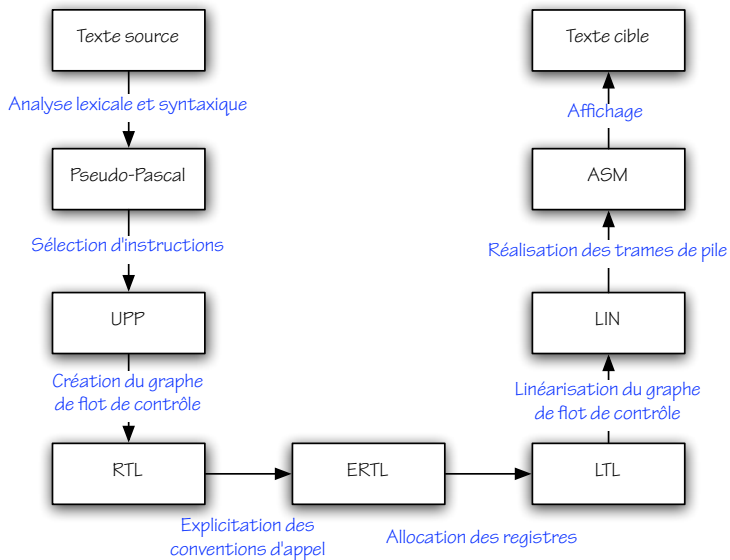 Texte source
Analyse lexicale et syntaxique
Pseudo-Pascal
Sélection d'instructions
UPP
Création du graphe
de flot de contrôle
RTL
Explicitation des
conventions d'appel
ERTL
Allocation des registres
LTL
Linéarisation du graphe
de flot de contrôle
LIN
Réalisation des trames de pile
ASM
Affichage
Texte cible